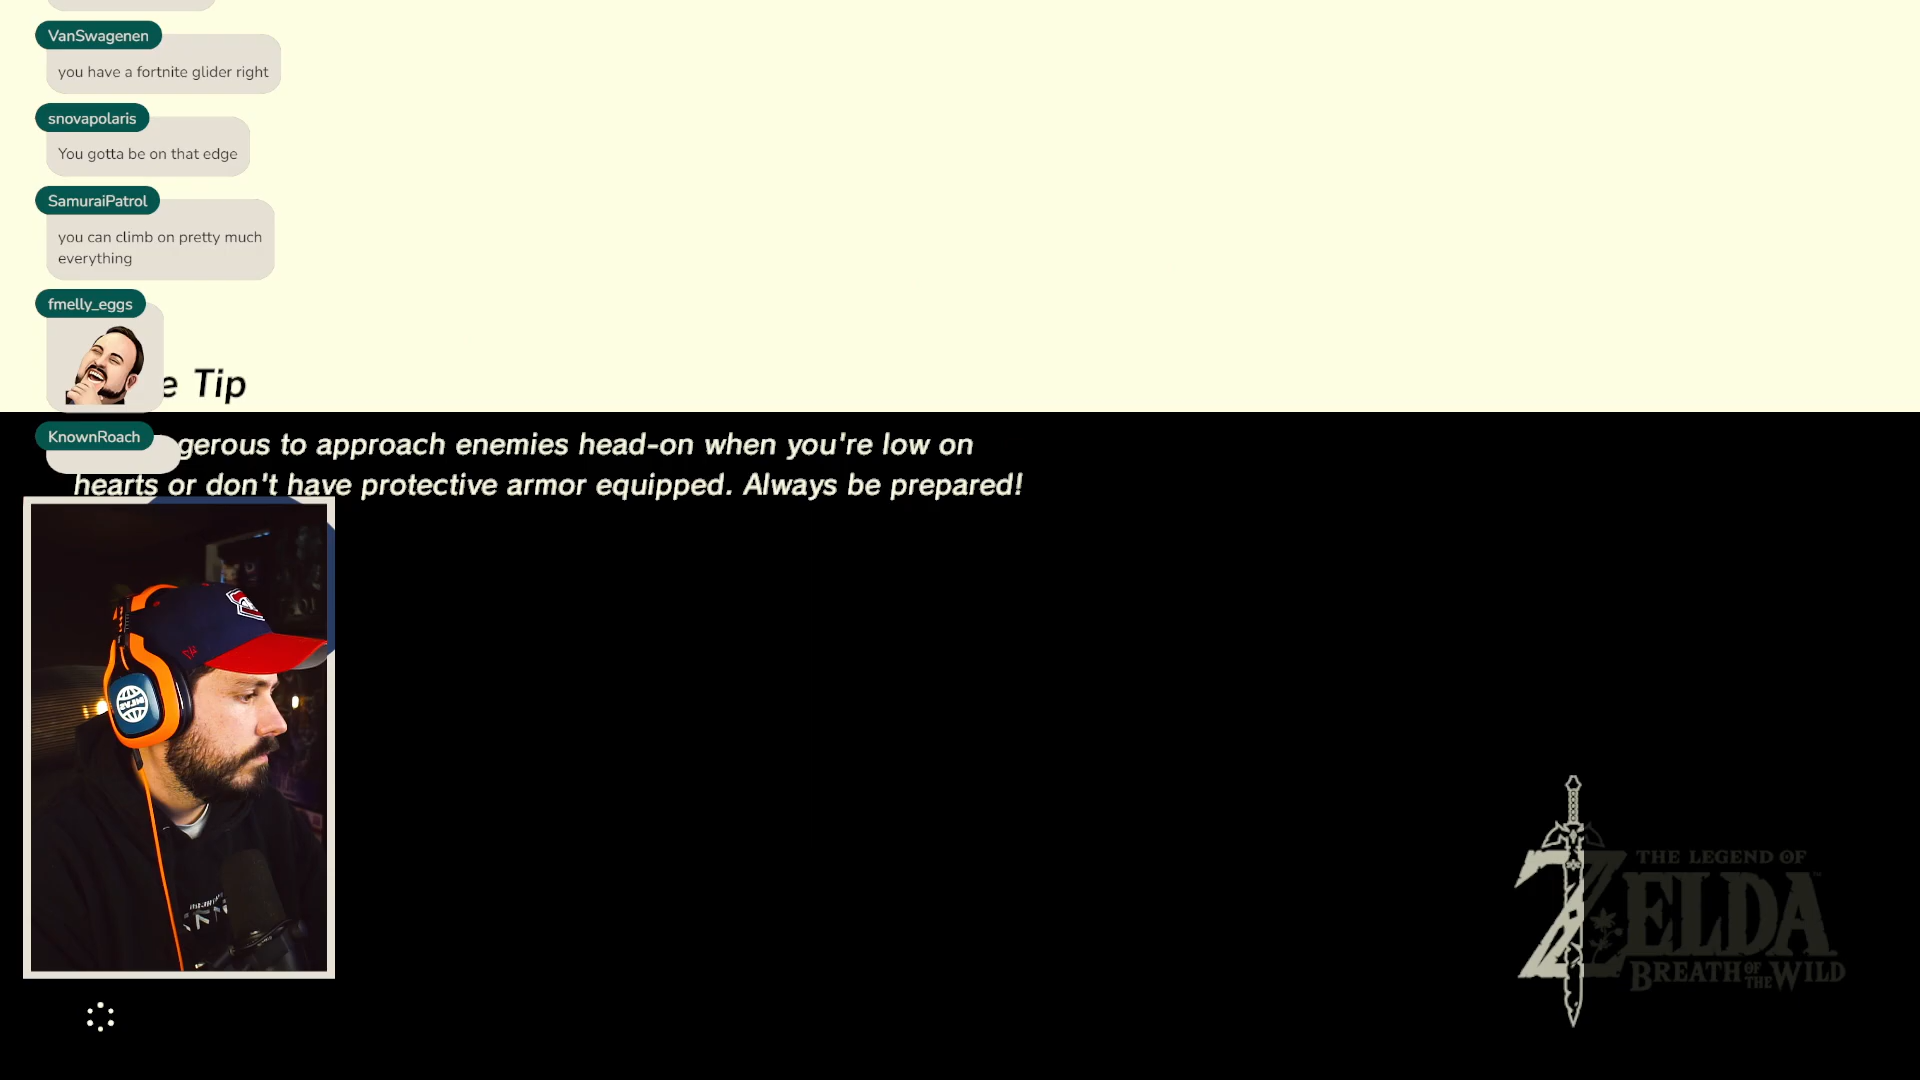 VanSwagenen
you have a fortnite glider right
snovapolaris
You gotta be on that edge
SamuraiPatrol
you can climb on pretty much
everything
fmelly_eggs
e Tip
KnownRoach
gerous to approach enemies head-on when you're low on
hearts or don't have protective armor equipped. Always be prepared!
THE LEGEND OF
ZELDA
BREATH OF THE WILD